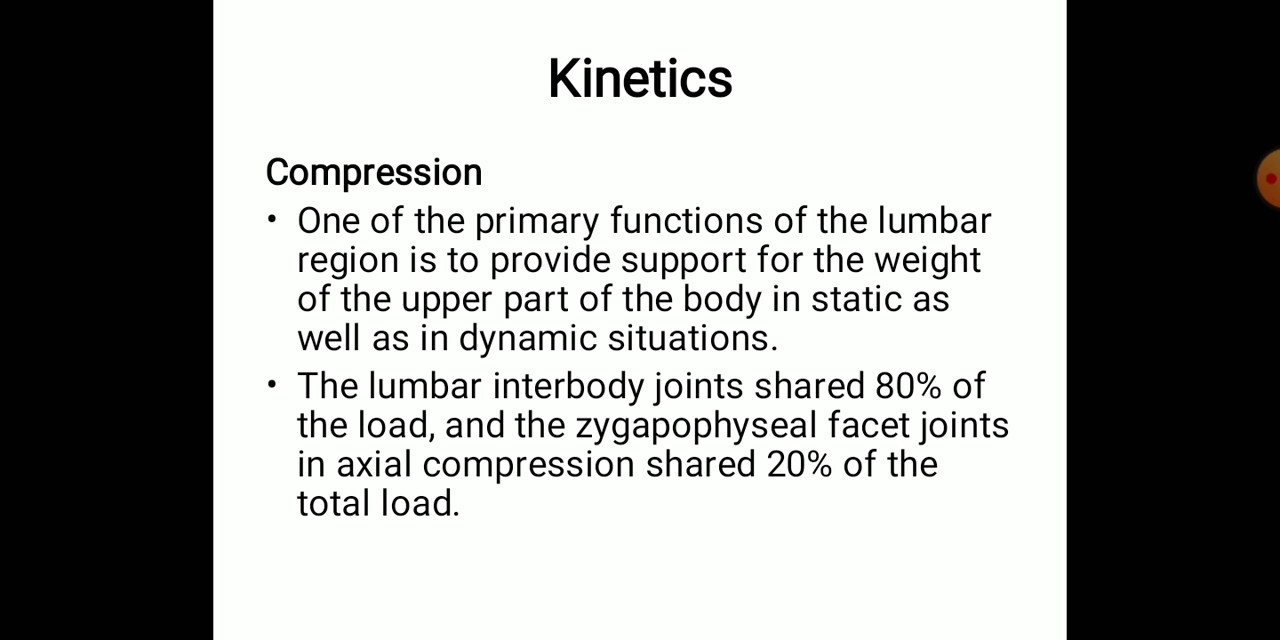 Kinetics
Compression
• One of the primary functions of the lumbar
region is to provide support for the weight
of the upper part of the body in static as
well as in dynamic situations.
• The lumbar interbody joints shared 80% of
the load, and the zygapophyseal facet joints
in axial compression shared 20% of the
total load.